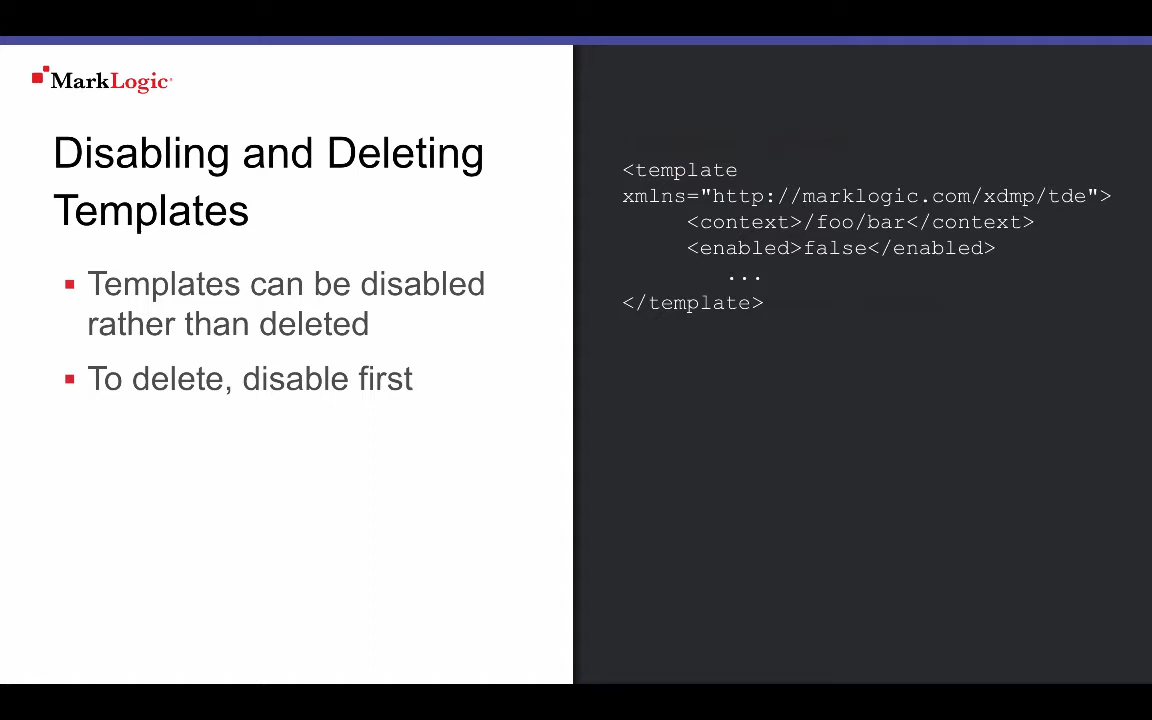 MarkLogic
Disabling and Deleting
Templates
Templates can be disabled
rather than deleted
To delete, disable first
<template
xmlns="http://marklogic.com/xdmp/tde">
<context>/foo/bar</context>
<enabled>false</enabled>
...
</template>